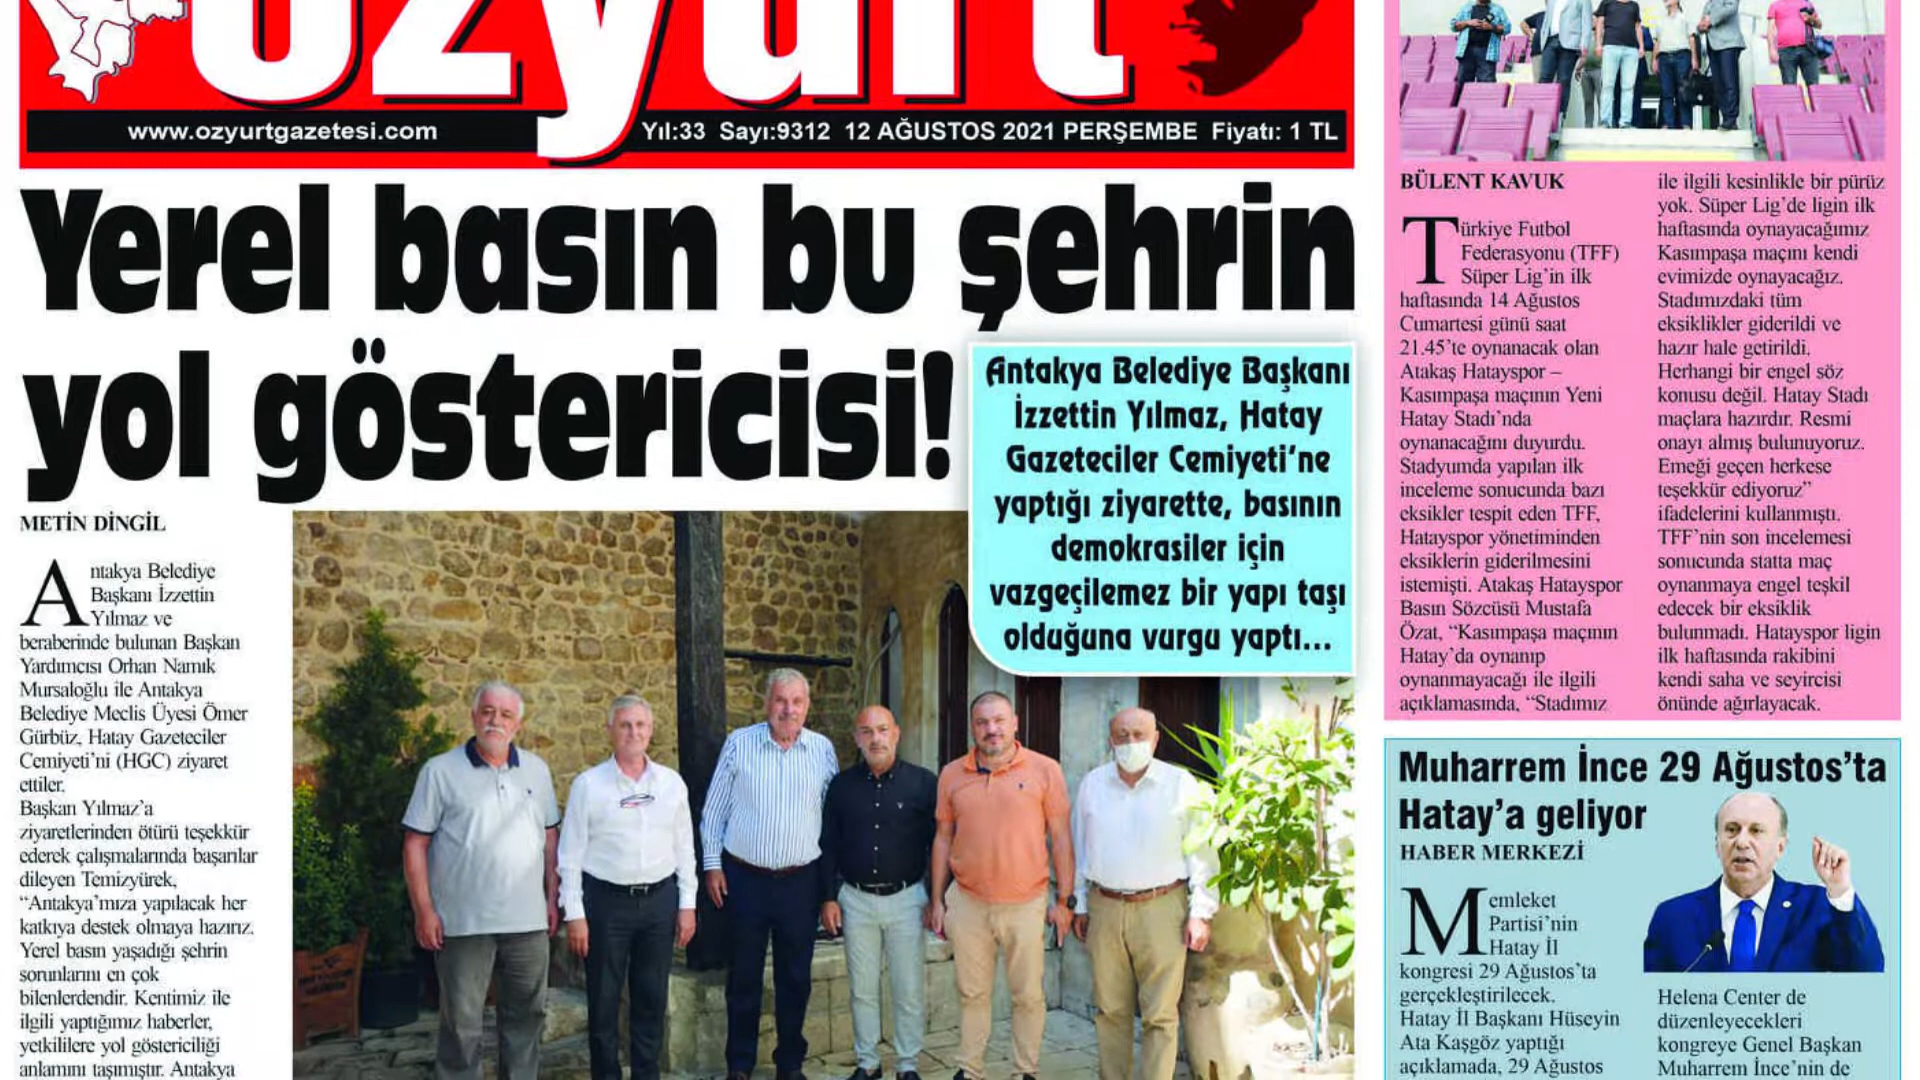 Özyurt
www.ozyurtgazetesi.com
Yıl:33 Sayı:9312 12 AĞUSTOS 2021 PERŞEMBE Fiyatı: 1 TL
Yerel basın bu şehrin
yol göstericisi!
Antakya Belediye Başkanı
İzzettin Yılmaz, Hatay
Gazeteciler Cemiyeti'ne
yaptığı ziyarette, basının
demokrasiler için
vazgeçilemez bir yapı taşı
olduğuna vurgu yaptı...
METİN DİNGİL
Antakya Belediye
Başkanı İzzettin
Yılmaz ve
beraberinde bulunan Başkan
Yardımcısı Orhan Namık
Mursaloğlu ile Antakya
Belediye Meclis Üyesi Ömer
Gürbüz, Hatay Gazeteciler
Cemiyeti'ni (HGC) ziyaret
ettiler.
Başkan Yılmaz'a
ziyaretlerinden ötürü teşekkür
ederek çalışmalarında başarılar
dileyen Temizyürek,
"Antakya'mıza yapılacak her
katkıya destek olmaya hazırız.
Yerel basın yaşadığı şehrin
sorunlarını en çok
bilenlerdendir. Kentimiz ile
ilgili yaptığımız haberler,
yetkililere yol göstericiliği
anlamını taşımıştır. Antakya
BÜLENT KAVUK
Türkiye Futbol
Federasyonu (TFF)
Süper Lig'in ilk
haftasında 14 Ağustos
Cumartesi günü saat
21.45'te oynanacak olan
Atakaş Hatayspor –
Kasımpaşa maçının Yeni
Hatay Stadı'nda
oynanacağını duyurdu.
Stadyumda yapılan ilk
inceleme sonucunda bazı
eksikler tespit eden TFF,
Hatayspor yönetiminden
eksiklerin giderilmesini
istemişti. Atakaş Hatayspor
Basın Sözcüsü Mustafa
Özat, "Kasımpaşa maçının
Hatay'da oynanıp
oynanmayacağı ile ilgili
açıklamasında, "Stadımız
ile ilgili kesinlikle bir pürüz
yok. Süper Lig'de ligin ilk
haftasında oynayacağımız
Kasımpaşa maçını kendi
evimizde oynayacağız.
Stadımızdaki tüm
eksiklikler giderildi ve
hazır hale getirildi.
Herhangi bir engel söz
konusu değil. Hatay Stadı
maçlara hazırdır. Resmi
onayı almış bulunuyoruz.
Emeği geçen herkese
teşekkür ediyoruz"
ifadelerini kullanmıştı.
TFF'nin son incelemesi
sonucunda statta maç
oynanmaya engel teşkil
edecek bir eksiklik
bulunmadı. Hatayspor ligin
ilk haftasında rakibini
kendi saha ve seyircisi
önünde ağırlayacak.
Muharrem İnce 29 Ağustos'ta
Hatay'a geliyor
HABER MERKEZİ
Memleket
Partisi'nin
Hatay İl
kongresi 29 Ağustos'ta
gerçekleştirilecek.
Hatay İl Başkanı Hüseyin
Ata Kaşgöz yaptığı
açıklamada, 29 Ağustos
Helena Center de
düzenleyecekleri
kongreye Genel Başkan
Muharrem İnce'nin de